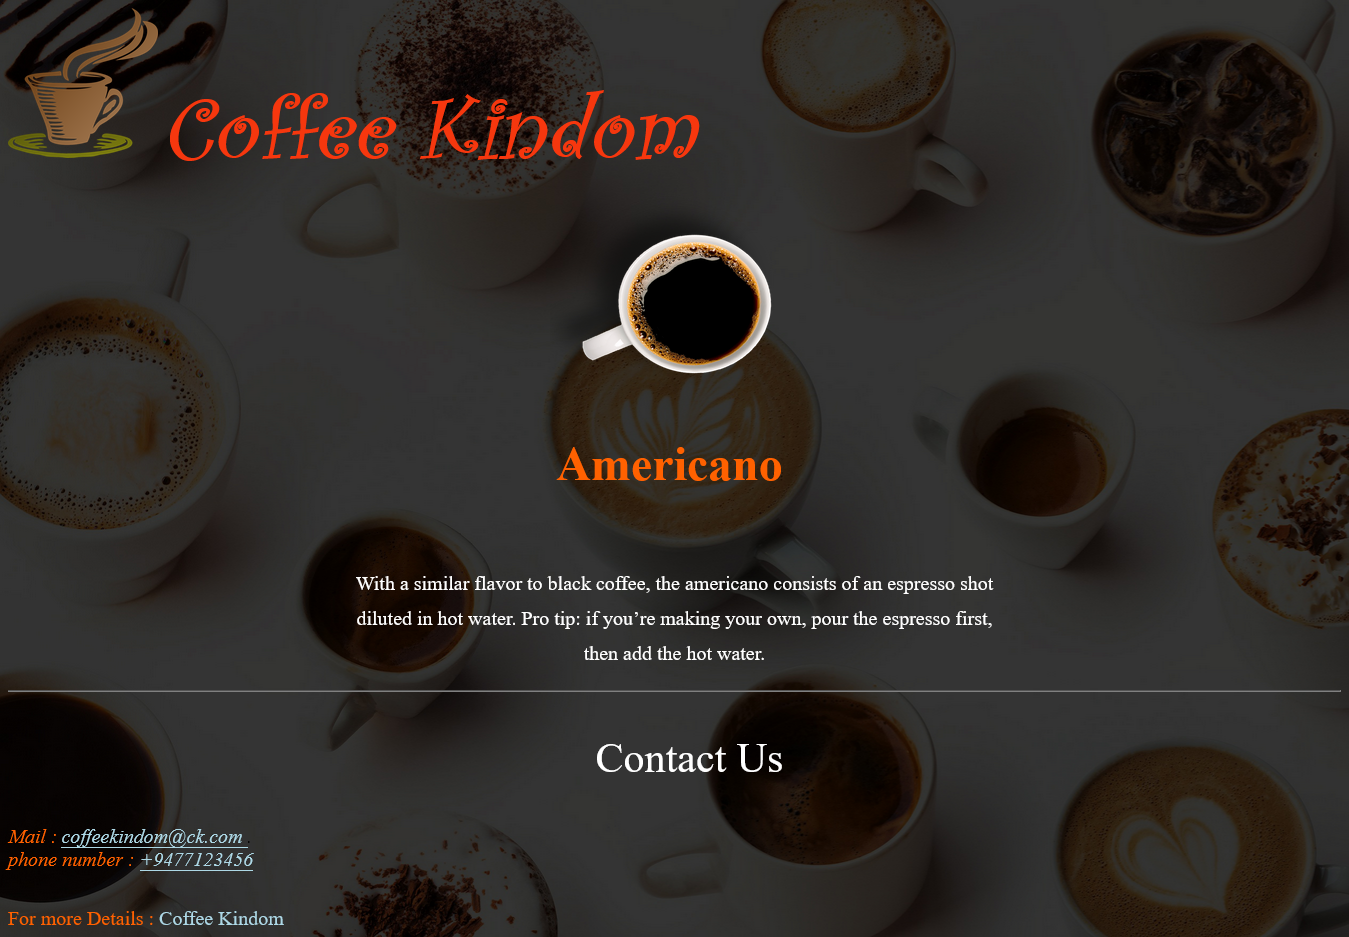 Coffee Kindom
Americano
With a similar flavor to black coffee, the americano consists of an espresso shot
diluted in hot water. Pro tip: if you’re making your own, pour the espresso first,
then add the hot water.
Contact Us
Mail : coffeekindom@ck.com
phone number : +9477123456
For more Details : Coffee Kindom